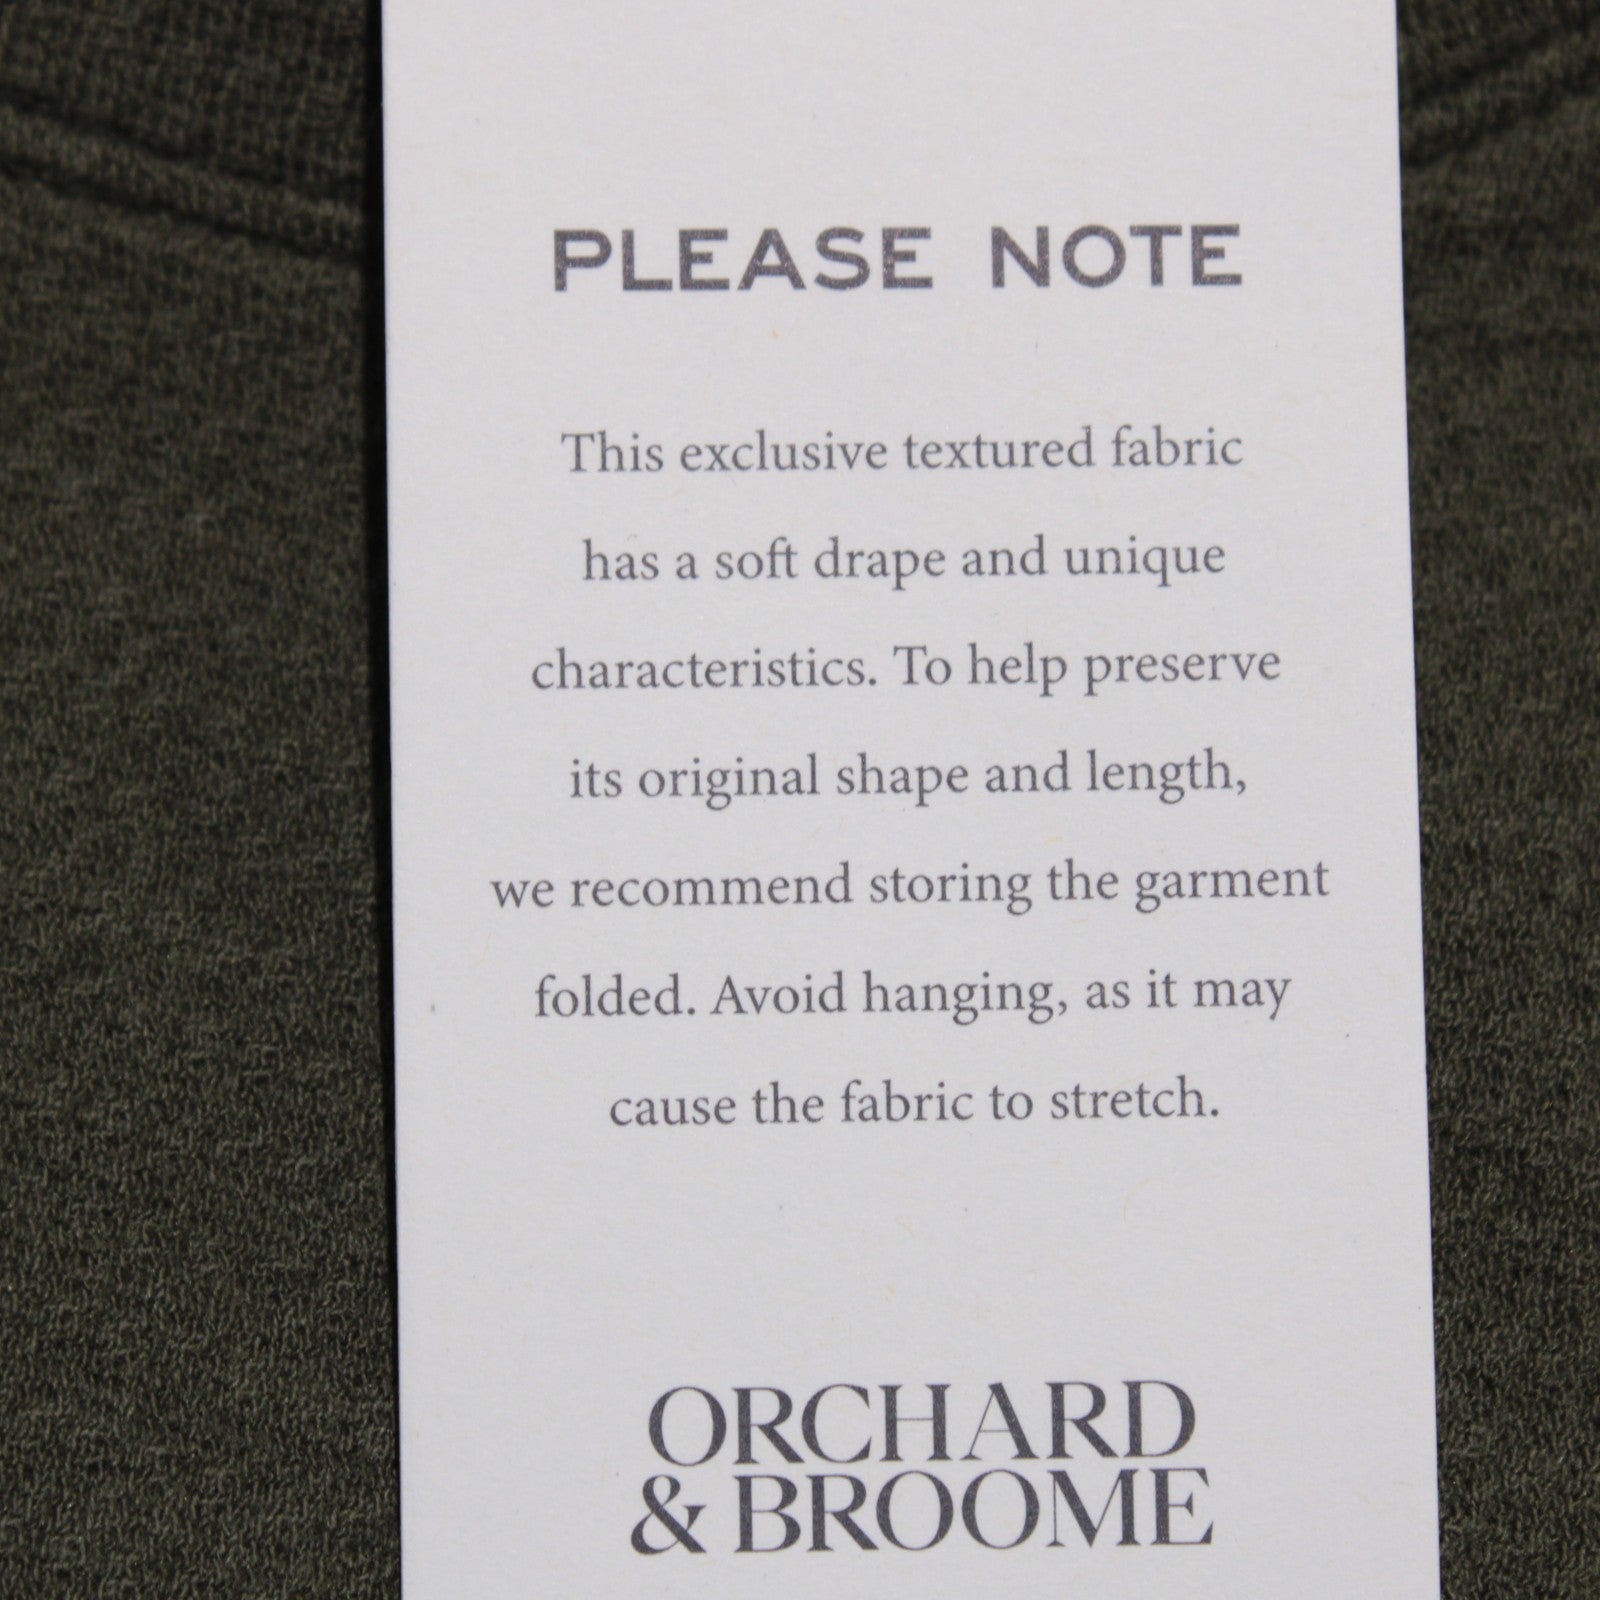 PLEASE NOTE
This exclusive textured fabric
has a soft drape and unique
characteristics. To help preserve
its original shape and length,
we recommend storing the garment
folded. Avoid hanging, as it may
cause the fabric to stretch.
ORCHARD
& BROOME